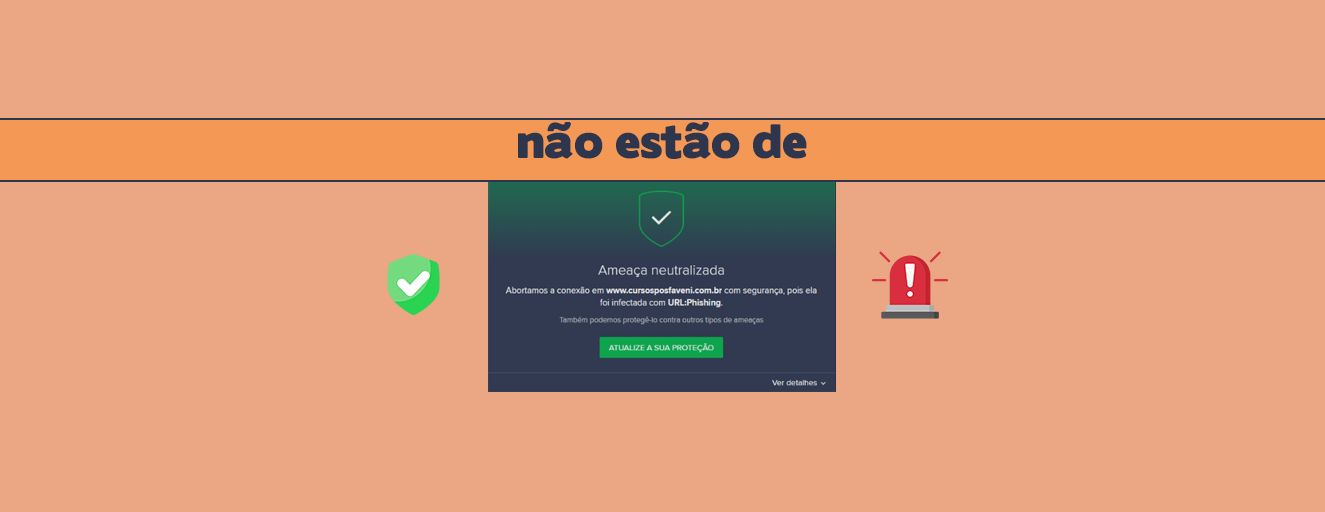 não estão de
Ameaça neutralizada
Abortamos a conexão em www.cursosposfaveni.com.br com segurança, pois ela
foi infectada com URL:Phishing.
Também podemos protegê-lo contra outros tipos de ameaças
ATUALIZE A SUA PROTEÇÃO
Ver detalhes